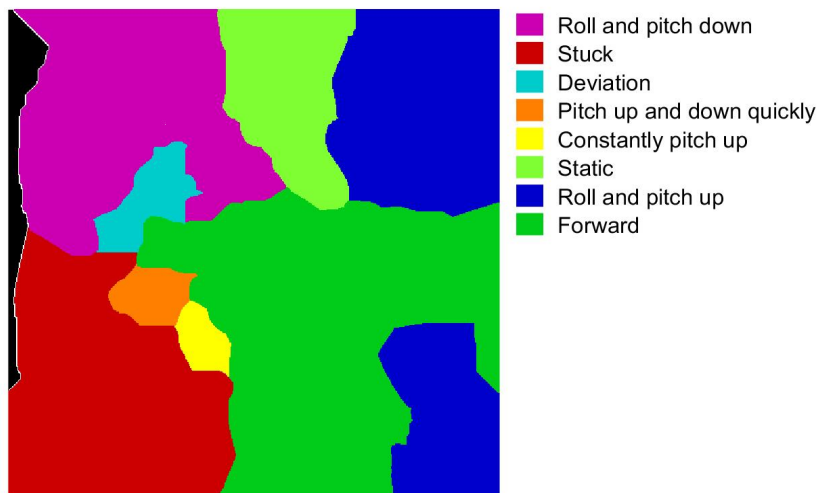 Roll and pitch down
Stuck
Deviation
Pitch up and down quickly
Constantly pitch up
Static
Roll and pitch up
Forward